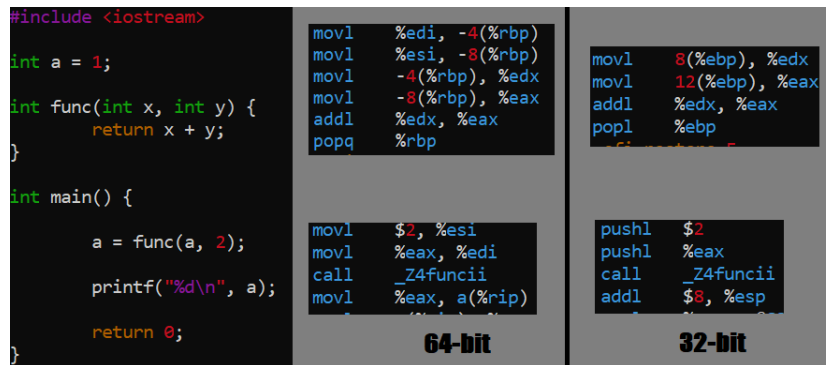 #include <iostream>
int a = 1;
int func(int x, int y) {
return x + y;
}
int main() {
a = func(a, 2);
printf("%d\n", a);
return 0;
}
movl %edi, -4(%rbp)
movl %esi, -8(%rbp)
movl -4(%rbp), %edx
movl -8(%rbp), %eax
addl %edx, %eax
popq %rbp
movl $2, %esi
movl %eax, %edi
call _Z4funcii
movl %eax, a(%rip)
64-bit
movl 8(%ebp), %edx
movl 12(%ebp), %eax
addl %edx, %eax
popl %ebp
pushl $2
pushl %eax
call _Z4funcii
addl $8, %esp
32-bit